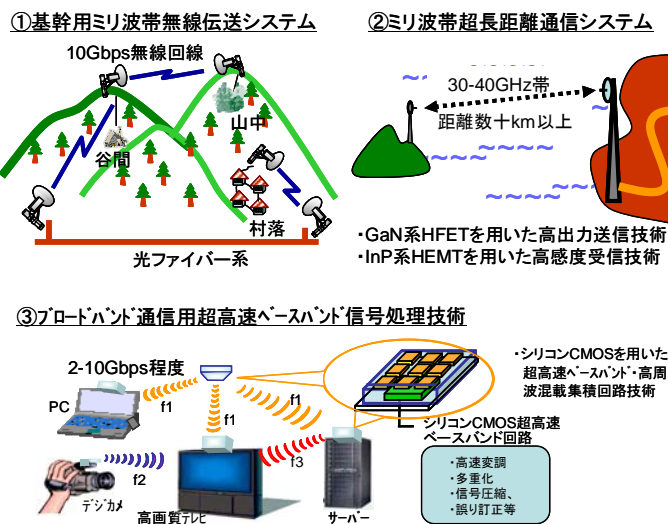 ①基幹用ミリ波帯無線伝送システム
10Gbps無線回線
山中
谷間
村落
光ファイバー系
②ミリ波帯超長距離通信システム
30-40GHz帯
距離数十km以上
・GaN系HFETを用いた高出力送信技術
・InP系HEMTを用いた高感度受信技術
③ブロードバンド通信用超高速ベースバンド信号処理技術
2-10Gbps程度
PC
f1
f1
f1
f2
f3
デジカメ
高画質テレビ
サーバー
・シリコンCMOSを用いた
超高速ベースバンド・高周
波混載集積回路技術
シリコンCMOS超高速
ベースバンド回路
・高速変調
・多重化
・信号圧縮、
・誤り訂正等